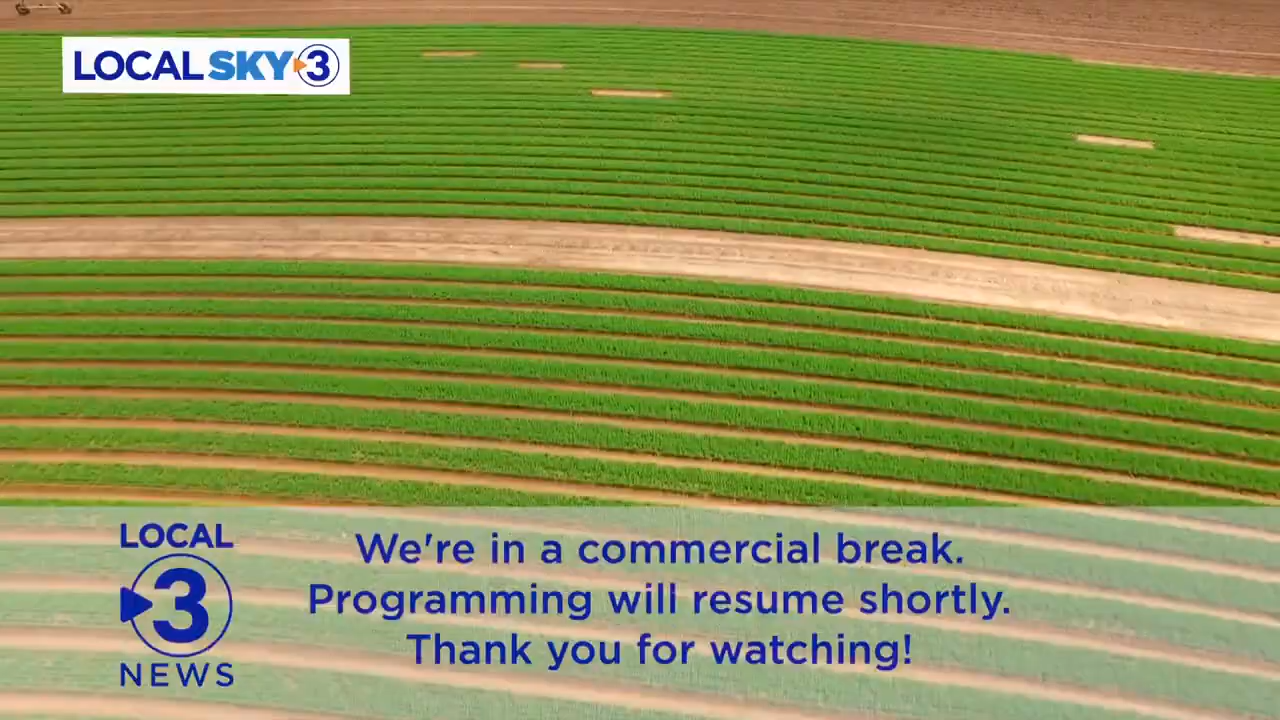 LOCAL SKY 3
We're in a commercial break.
Programming will resume shortly.
Thank you for watching!
LOCAL
3
NEWS